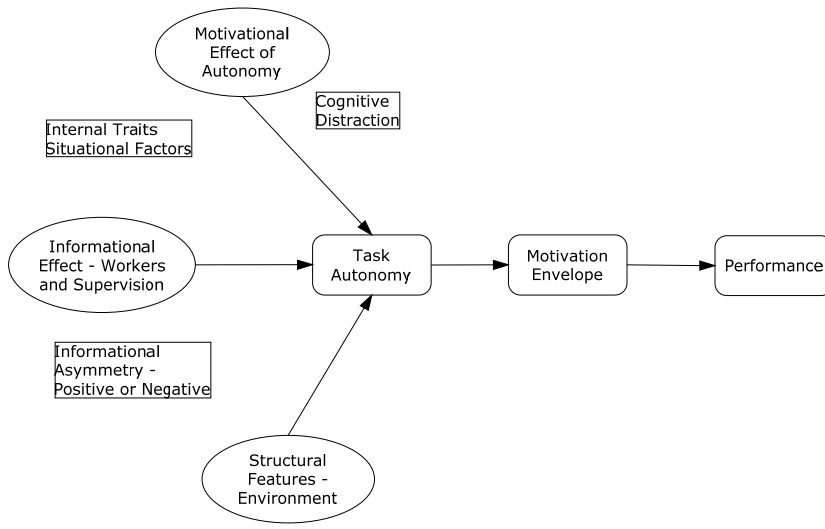 Motivational
Effect of
Autonomy
Cognitive
Distraction
Internal Traits
Situational Factors
Informational
Effect - Workers
and Supervision
Task
Autonomy
Motivation
Envelope
Performance
Informational
Asymmetry -
Positive or Negative
Structural
Features -
Environment